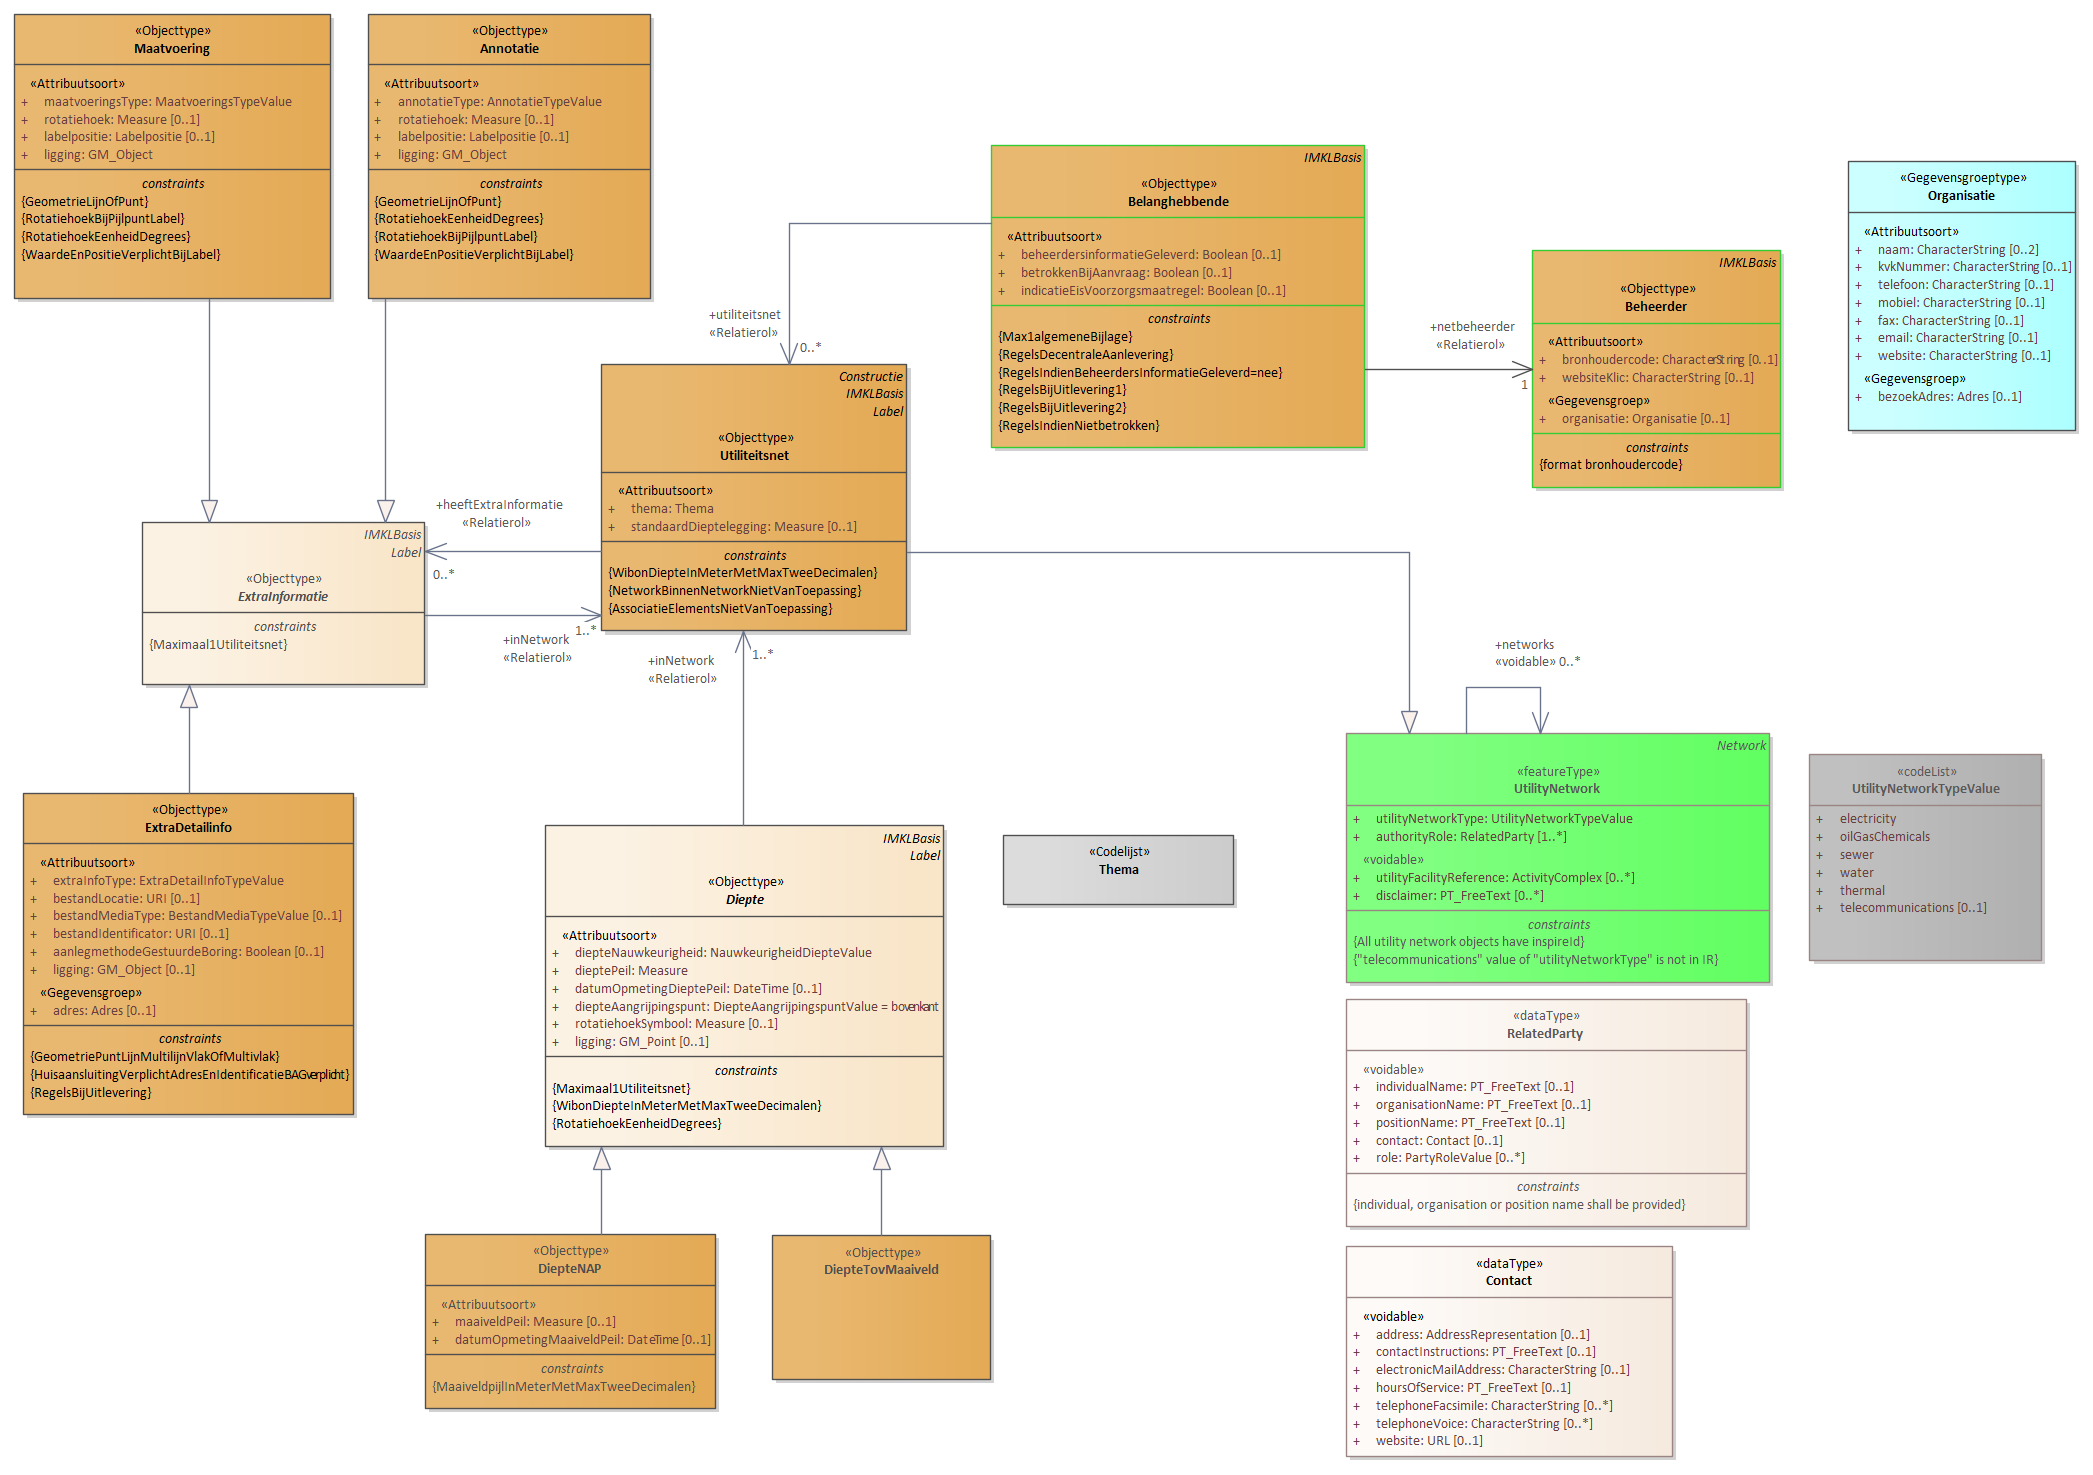 «Objecttype»
Maatvoering
«Attribuutsoort»
+ maatvoeringsType: MaatvoeringsTypeValue
+ rotatiehoek: Measure [0..1]
+ labelpositie: Labelpositie [0..1]
+ ligging: GM_Object
constraints
{GeometrieLijnOfPunt}
{RotatiehoekBijPijlpuntLabel}
{RotatiehoekEenheidDegrees}
{WaardeEnPositieVerplichtBijLabel}
«Objecttype»
Annotatie
«Attribuutsoort»
+ annotatieType: AnnotatieTypeValue
+ rotatiehoek: Measure [0..1]
+ labelpositie: Labelpositie [0..1]
+ ligging: GM_Object
constraints
{GeometrieLijnOfPunt}
{RotatiehoekEenheidDegrees}
{RotatiehoekBijPijlpuntLabel}
{WaardeEnPositieVerplichtBijLabel}
IMKLBasis
«Objecttype»
Belanghebbende
«Attribuutsoort»
+ beheerdersinformatieGeleverd: Boolean [0..1]
+ betrokkenBijAanvraag: Boolean [0..1]
+ indicatieEisVoorzorgsmaatregel: Boolean [0..1]
constraints
{Max1algemeneBijlage}
{RegelsDecentraleAanlevering}
{RegelsIndienBeheerdersInformatieGeleverd=nee}
{RegelsBijUitlevering1}
{RegelsBijUitlevering2}
{RegelsIndienNietbetrokken}
+netbeheerder
«Relatierol»
1
IMKLBasis
«Objecttype»
Beheerder
«Attribuutsoort»
+ bronhoudercode: CharacterString [0..1]
+ websiteKlic: CharacterString [0..1]
«Gegevensgroep»
+ organisatie: Organisatie [0..1]
constraints
{format bronhoudercode}
«Gegevensgroeptype»
Organisatie
«Attribuutsoort»
+ naam: CharacterString [0..2]
+ kvkNummer: CharacterString [0..1]
+ telefoon: CharacterString [0..1]
+ mobiel: CharacterString [0..1]
+ fax: CharacterString [0..1]
+ email: CharacterString [0..1]
+ website: CharacterString [0..1]
«Gegevensgroep»
+ bezoekAdres: Adres [0..1]
+utiliteitsnet
«Relatierol»
0..*
Constructie
IMKLBasis
Label
«Objecttype»
Utiliteitsnet
«Attribuutsoort»
+ thema: Thema
+ standaardDieptelegging: Measure [0..1]
constraints
{WibonDiepteInMeterMetMaxTweeDecimalen}
{NetworkBinnenNetworkNietVanToepassing}
{AssociatieElementsNietVanToepassing}
+heeftExtraInformatie
«Relatierol»
0..*
IMKLBasis
Label
«Objecttype»
ExtraInformatie
constraints
{Maximaal1Utiliteitsnet}
1..*
+inNetwork
«Relatierol»
+inNetwork
«Relatierol»
1..*
+networks
«voidable» 0..*
Network
«featureType»
UtilityNetwork
+ utilityNetworkType: UtilityNetworkTypeValue
+ authorityRole: RelatedParty [1..*]
«voidable»
+ utilityFacilityReference: ActivityComplex [0..*]
+ disclaimer: PT_FreeText [0..*]
constraints
{All utility network objects have inspireId}
{"telecommunications" value of "utilityNetworkType" is not in IR}
«codeList»
UtilityNetworkTypeValue
+ electricity
+ oilGasChemicals
+ sewer
+ water
+ thermal
+ telecommunications [0..1]
«Objecttype»
ExtraDetailinfo
«Attribuutsoort»
+ extraInfoType: ExtraDetailInfoTypeValue
+ bestandLocatie: URI [0..1]
+ bestandMediaType: BestandMediaTypeValue [0..1]
+ bestandIdentificator: URI [0..1]
+ aanlegmethodeGestuurdeBoring: Boolean [0..1]
+ ligging: GM_Object [0..1]
«Gegevensgroep»
+ adres: Adres [0..1]
constraints
{GeometriePuntLijnMultilijnVlakOfMultivlak}
{HuisaansluitingVerplichtAdresEnIdentificatieBAGverplicht}
{RegelsBijUitlevering}
IMKLBasis
Label
«Objecttype»
Diepte
«Attribuutsoort»
+ diepteNauwkeurigheid: NauwkeurigheidDiepteValue
+ dieptePeil: Measure
+ datumOpmetingDieptePeil: DateTime [0..1]
+ diepteAangrijpingspunt: DiepteAangrijpingspuntValue = bovenkant
+ rotatiehoekSymbool: Measure [0..1]
+ ligging: GM_Point [0..1]
constraints
{Maximaal1Utiliteitsnet}
{WibonDiepteInMeterMetMaxTweeDecimalen}
{RotatiehoekEenheidDegrees}
«Codelijst»
Thema
«dataType»
RelatedParty
«voidable»
+ individualName: PT_FreeText [0..1]
+ organisationName: PT_FreeText [0..1]
+ positionName: PT_FreeText [0..1]
+ contact: Contact [0..1]
+ role: PartyRoleValue [0..*]
constraints
{individual, organisation or position name shall be provided}
«Objecttype»
DiepteNAP
«Attribuutsoort»
+ maaiveldPeil: Measure [0..1]
+ datumOpmetingMaaiveldPeil: DateTime [0..1]
constraints
{MaaiveldpijlInMeterMetMaxTweeDecimalen}
«Objecttype»
DiepteTovMaaiveld
«dataType»
Contact
«voidable»
+ address: AddressRepresentation [0..1]
+ contactInstructions: PT_FreeText [0..1]
+ electronicMailAddress: CharacterString [0..1]
+ hoursOfService: PT_FreeText [0..1]
+ telephoneFacsimile: CharacterString [0..*]
+ telephoneVoice: CharacterString [0..*]
+ website: URL [0..1]